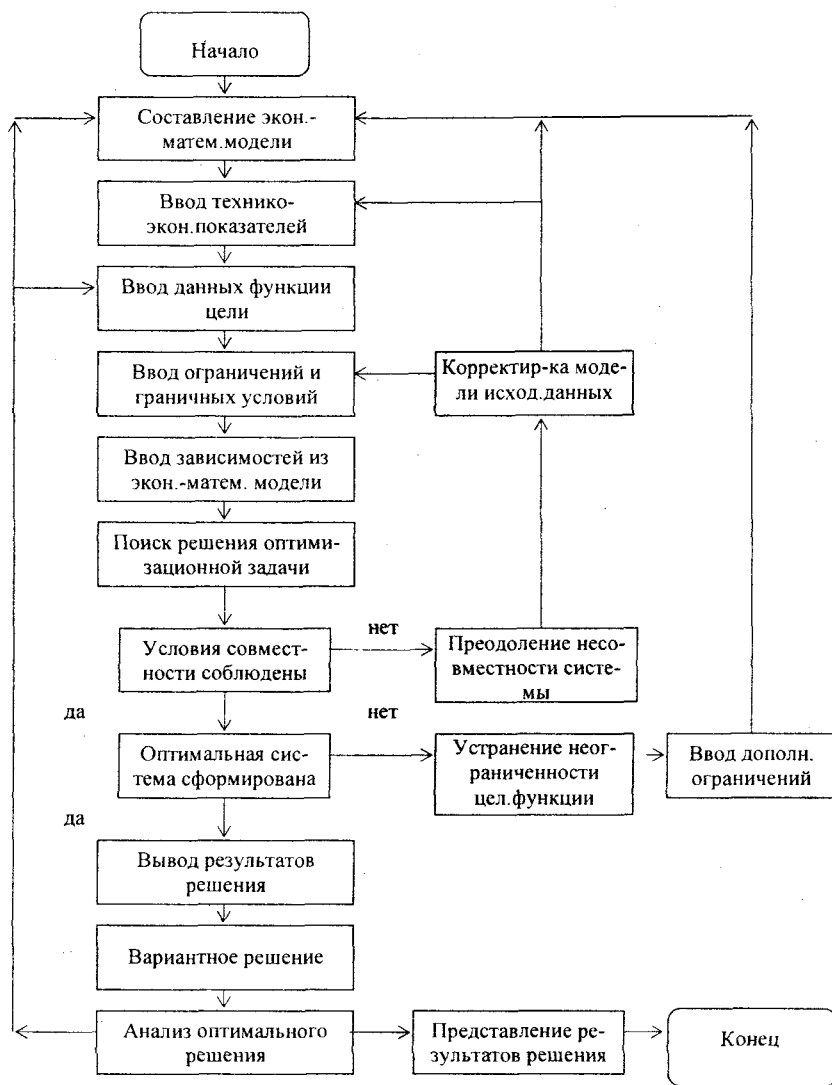 Начало
Составление экон.-
матем.модели
Ввод технико-
экон.показателей
Ввод данных функции
цели
Ввод ограничений и
граничных условий
Корректир-ка моде-
ли исход.данных
Ввод зависимостей из
экон.-матем. модели
Поиск решения оптими-
зационной задачи
Условия совмест-
ности соблюдены
нет
Преодоление несо-
вместности систе-
мы
да
нет
Оптимальная сис-
тема сформирована
Устранение неог-
раниченности
цел.функции
Ввод дополн.
ограничений
да
Вывод результатов
решения
Вариантное решение
Анализ оптимального
решения
Представление ре-
зультатов решения
Конец